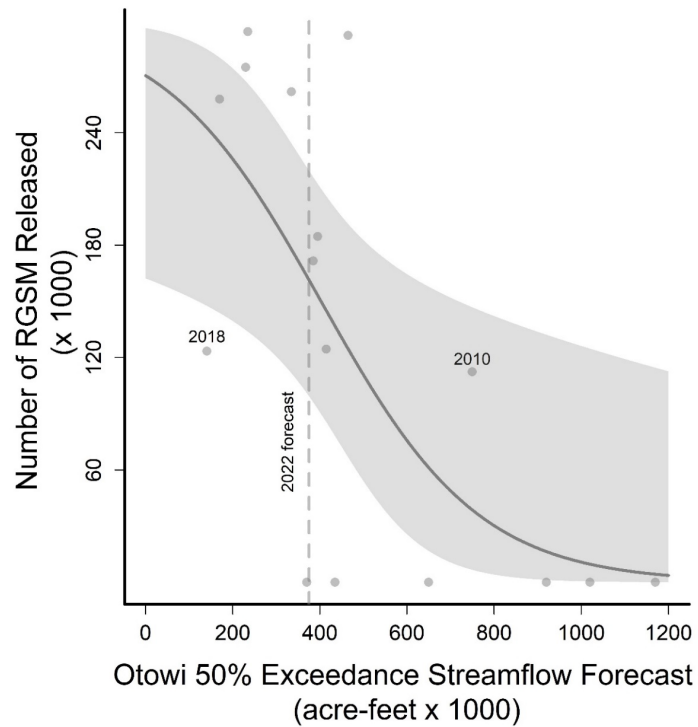 Number of RGSM Released
(x 1000)
240
180
120
60
2018
2010
2022 forecast
0
200
400
600
800
1000
1200
Otowi 50% Exceedance Streamflow Forecast
(acre-feet x 1000)